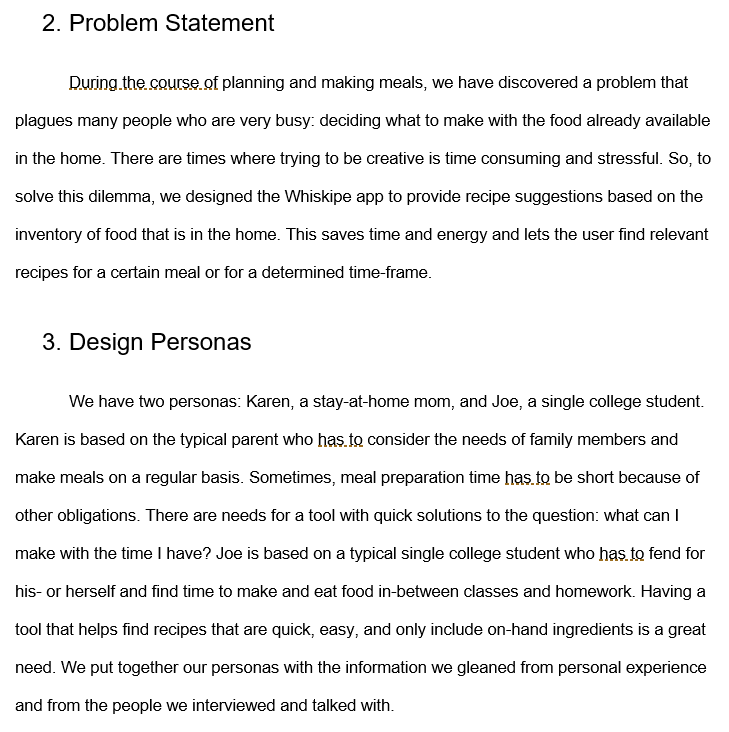 2. Problem Statement
During the course of planning and making meals, we have discovered a problem that
plagues many people who are very busy: deciding what to make with the food already available
in the home. There are times where trying to be creative is time consuming and stressful. So, to
solve this dilemma, we designed the Whiskipe app to provide recipe suggestions based on the
inventory of food that is in the home. This saves time and energy and lets the user find relevant
recipes for a certain meal or for a determined time-frame.
3. Design Personas
We have two personas: Karen, a stay-at-home mom, and Joe, a single college student.
Karen is based on the typical parent who has to consider the needs of family members and
make meals on a regular basis. Sometimes, meal preparation time has to be short because of
other obligations. There are needs for a tool with quick solutions to the question: what can I
make with the time I have? Joe is based on a typical single college student who has to fend for
his- or herself and find time to make and eat food in-between classes and homework. Having a
tool that helps find recipes that are quick, easy, and only include on-hand ingredients is a great
need. We put together our personas with the information we gleaned from personal experience
and from the people we interviewed and talked with.